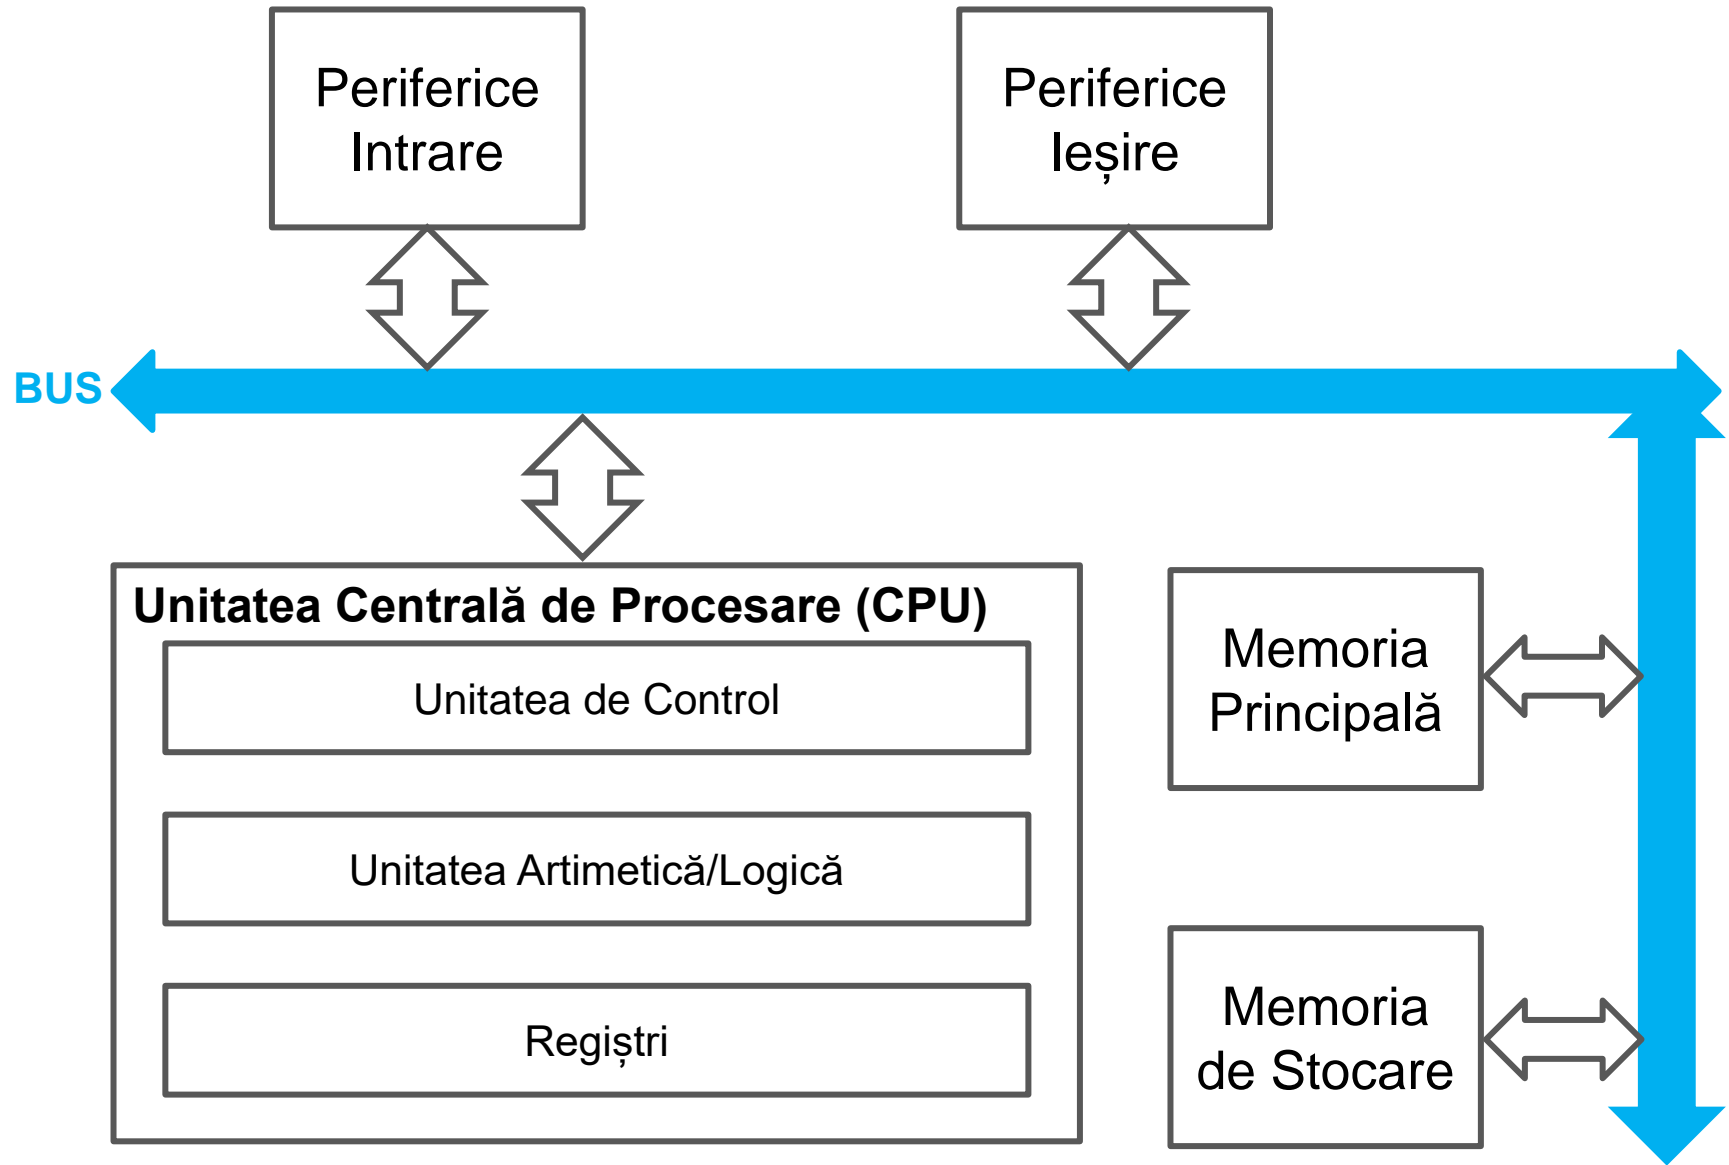 Periferice
Intrare
Periferice
Ieșire
BUS
Unitatea Centrală de Procesare (CPU)
Unitatea de Control
Unitatea Artimetică/Logică
Regiștri
Memoria
Principală
Memoria
de Stocare